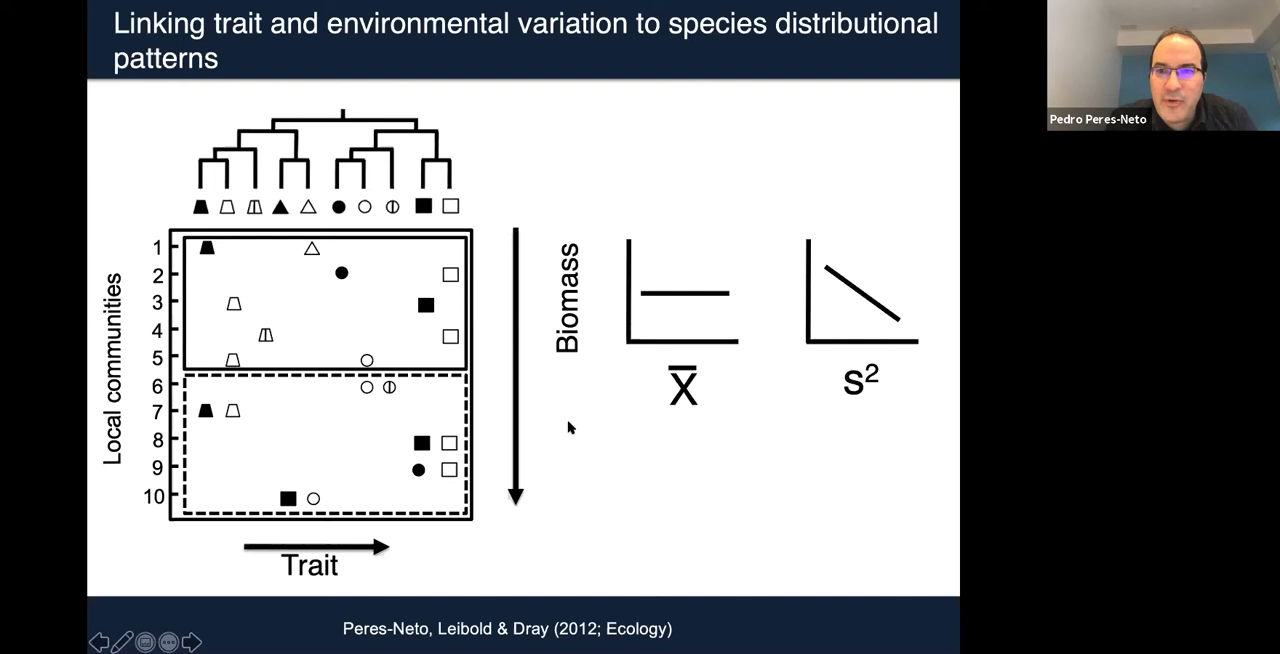 Linking trait and environmental variation to species distributional
patterns
Pedro Peres-Neto
Local communities
1
2
3
4
5
6
7
8
9
10
Trait
Biomass
X̅
S²
Peres-Neto, Leibold & Dray (2012; Ecology)